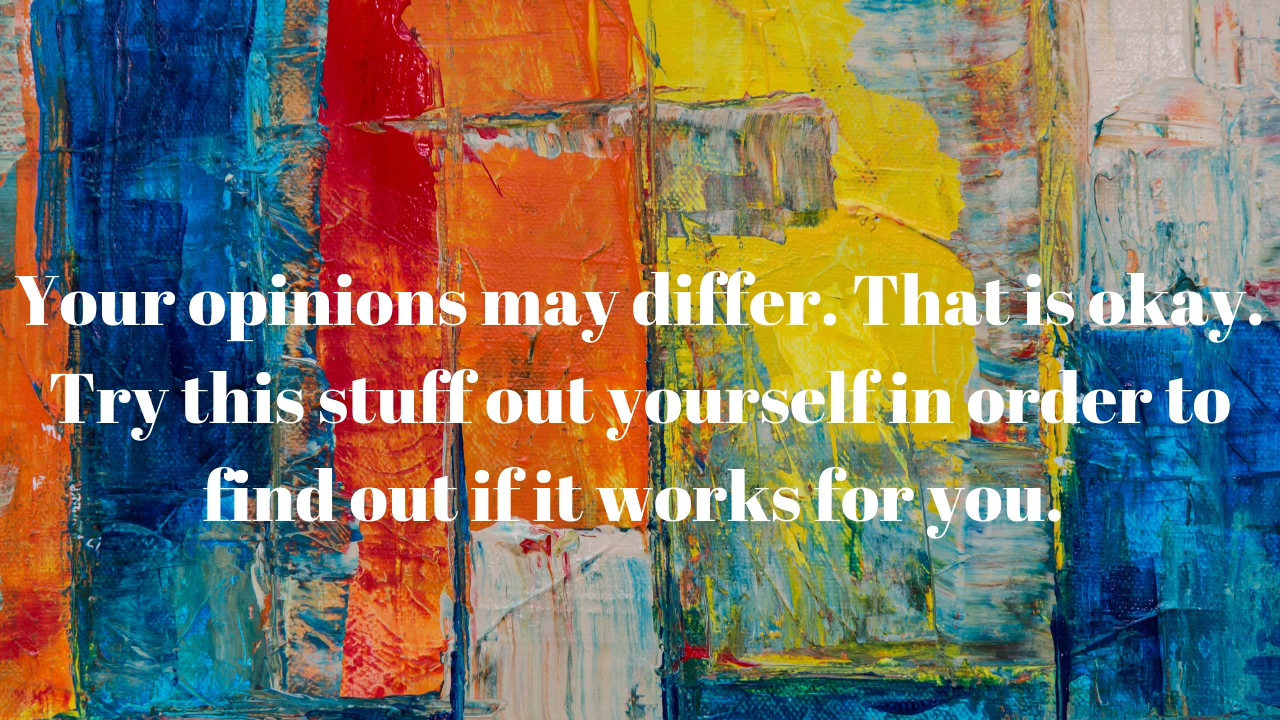 Your opinions may differ. That is okay.
Try this stuff out yourself in order to
find out if it works for you.